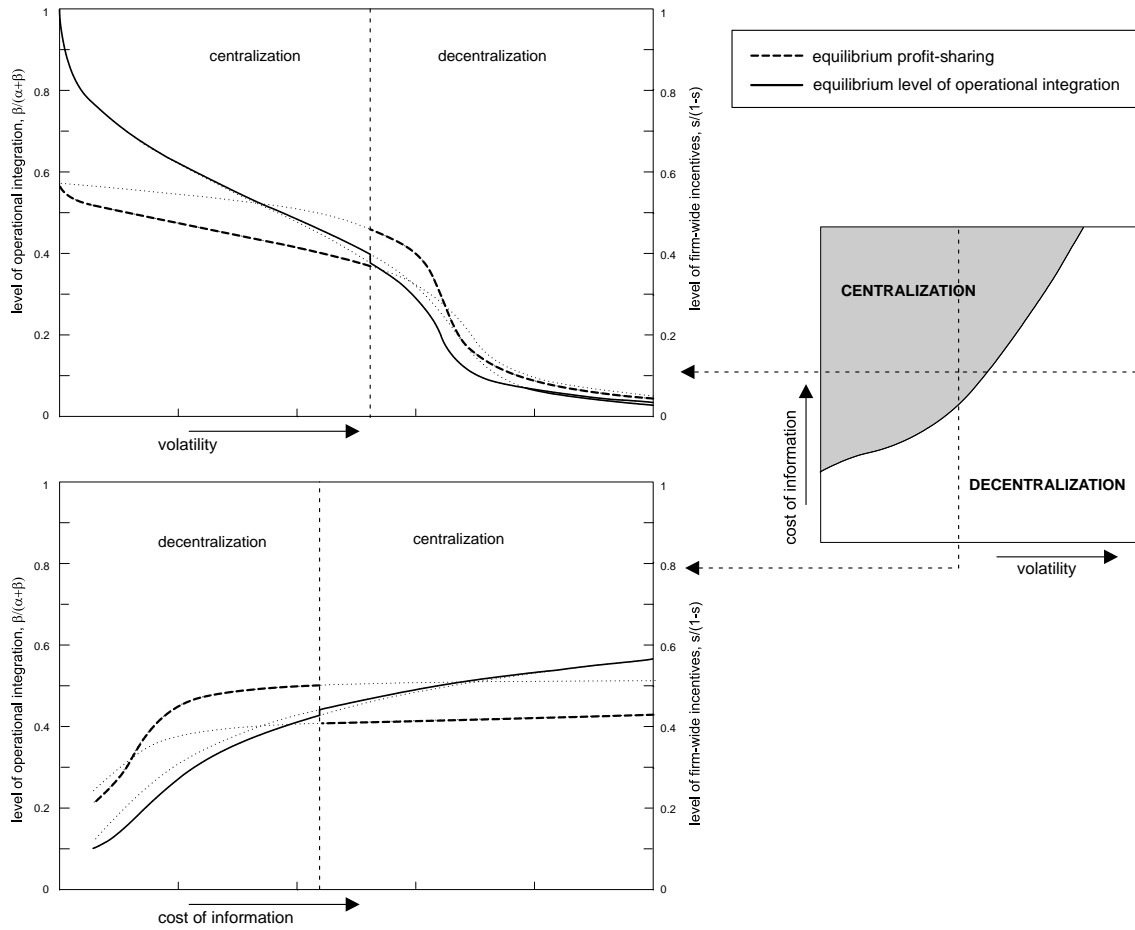 1
0.8
0.6
0.4
0.2
0
level of operational integration, β/(α+β)
centralization
decentralization
1
0.8
0.6
0.4
0.2
0
level of firm-wide incentives, s/(1-s)
volatility
equilibrium profit-sharing
equilibrium level of operational integration
CENTRALIZATION
DECENTRALIZATION
cost of information
volatility
1
0.8
0.6
0.4
0.2
0
level of operational integration, β/(α+β)
decentralization
centralization
1
0.8
0.6
0.4
0.2
0
level of firm-wide incentives, s/(1-s)
cost of information